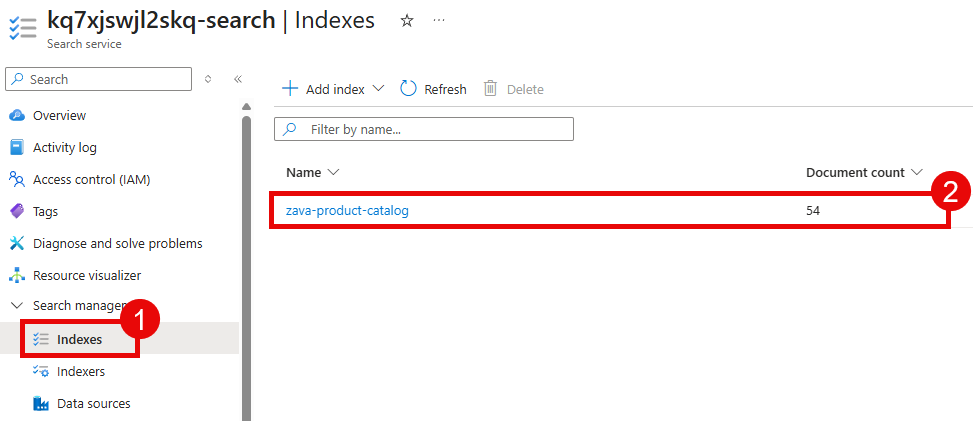 kq7xjswjl2skq-search | Indexes
Search service
Search
Overview
Activity log
Access control (IAM)
Tags
Diagnose and solve problems
Resource visualizer
Search manage
1
Indexes
Indexers
Data sources
Add index
Refresh
Delete
Filter by name...
Name Document count
2
zava-product-catalog 54